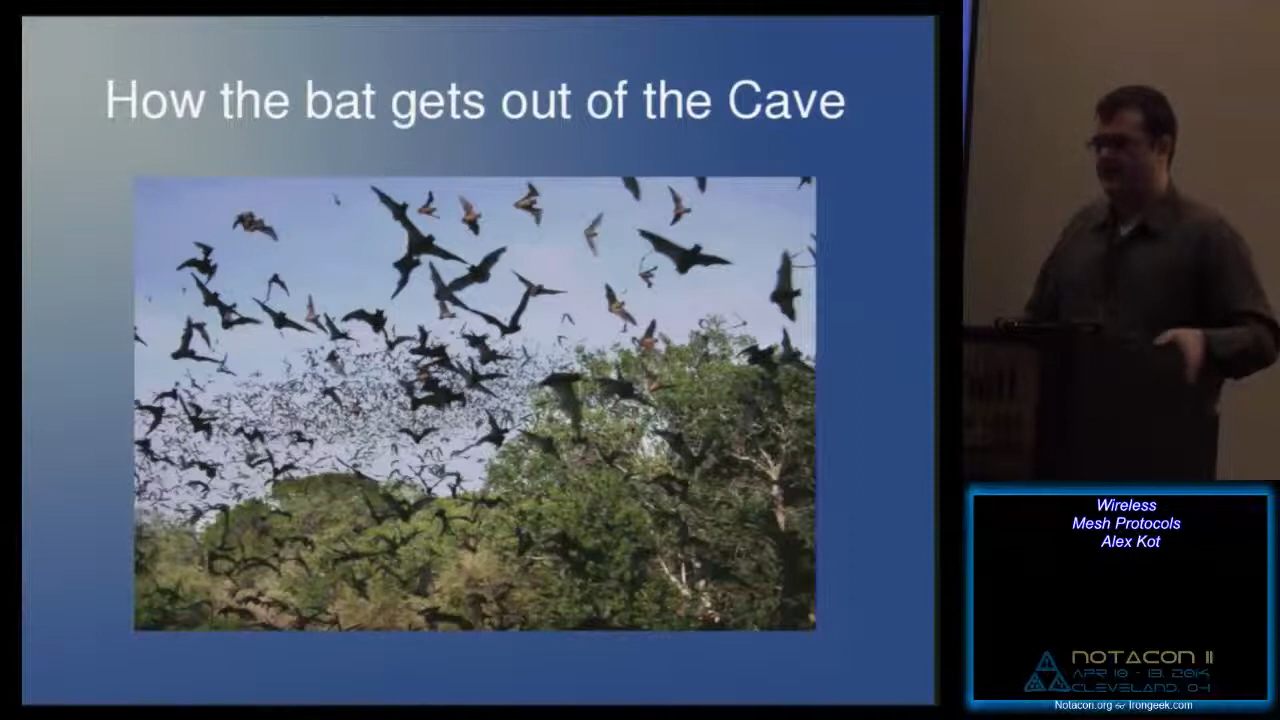 How the bat gets out of the Cave
Wireless
Mesh Protocols
Alex Kot
NOTACON 11
APR 10 - 13, 2014
CLEVELAND, OH
Notacon.org Irongeek.com